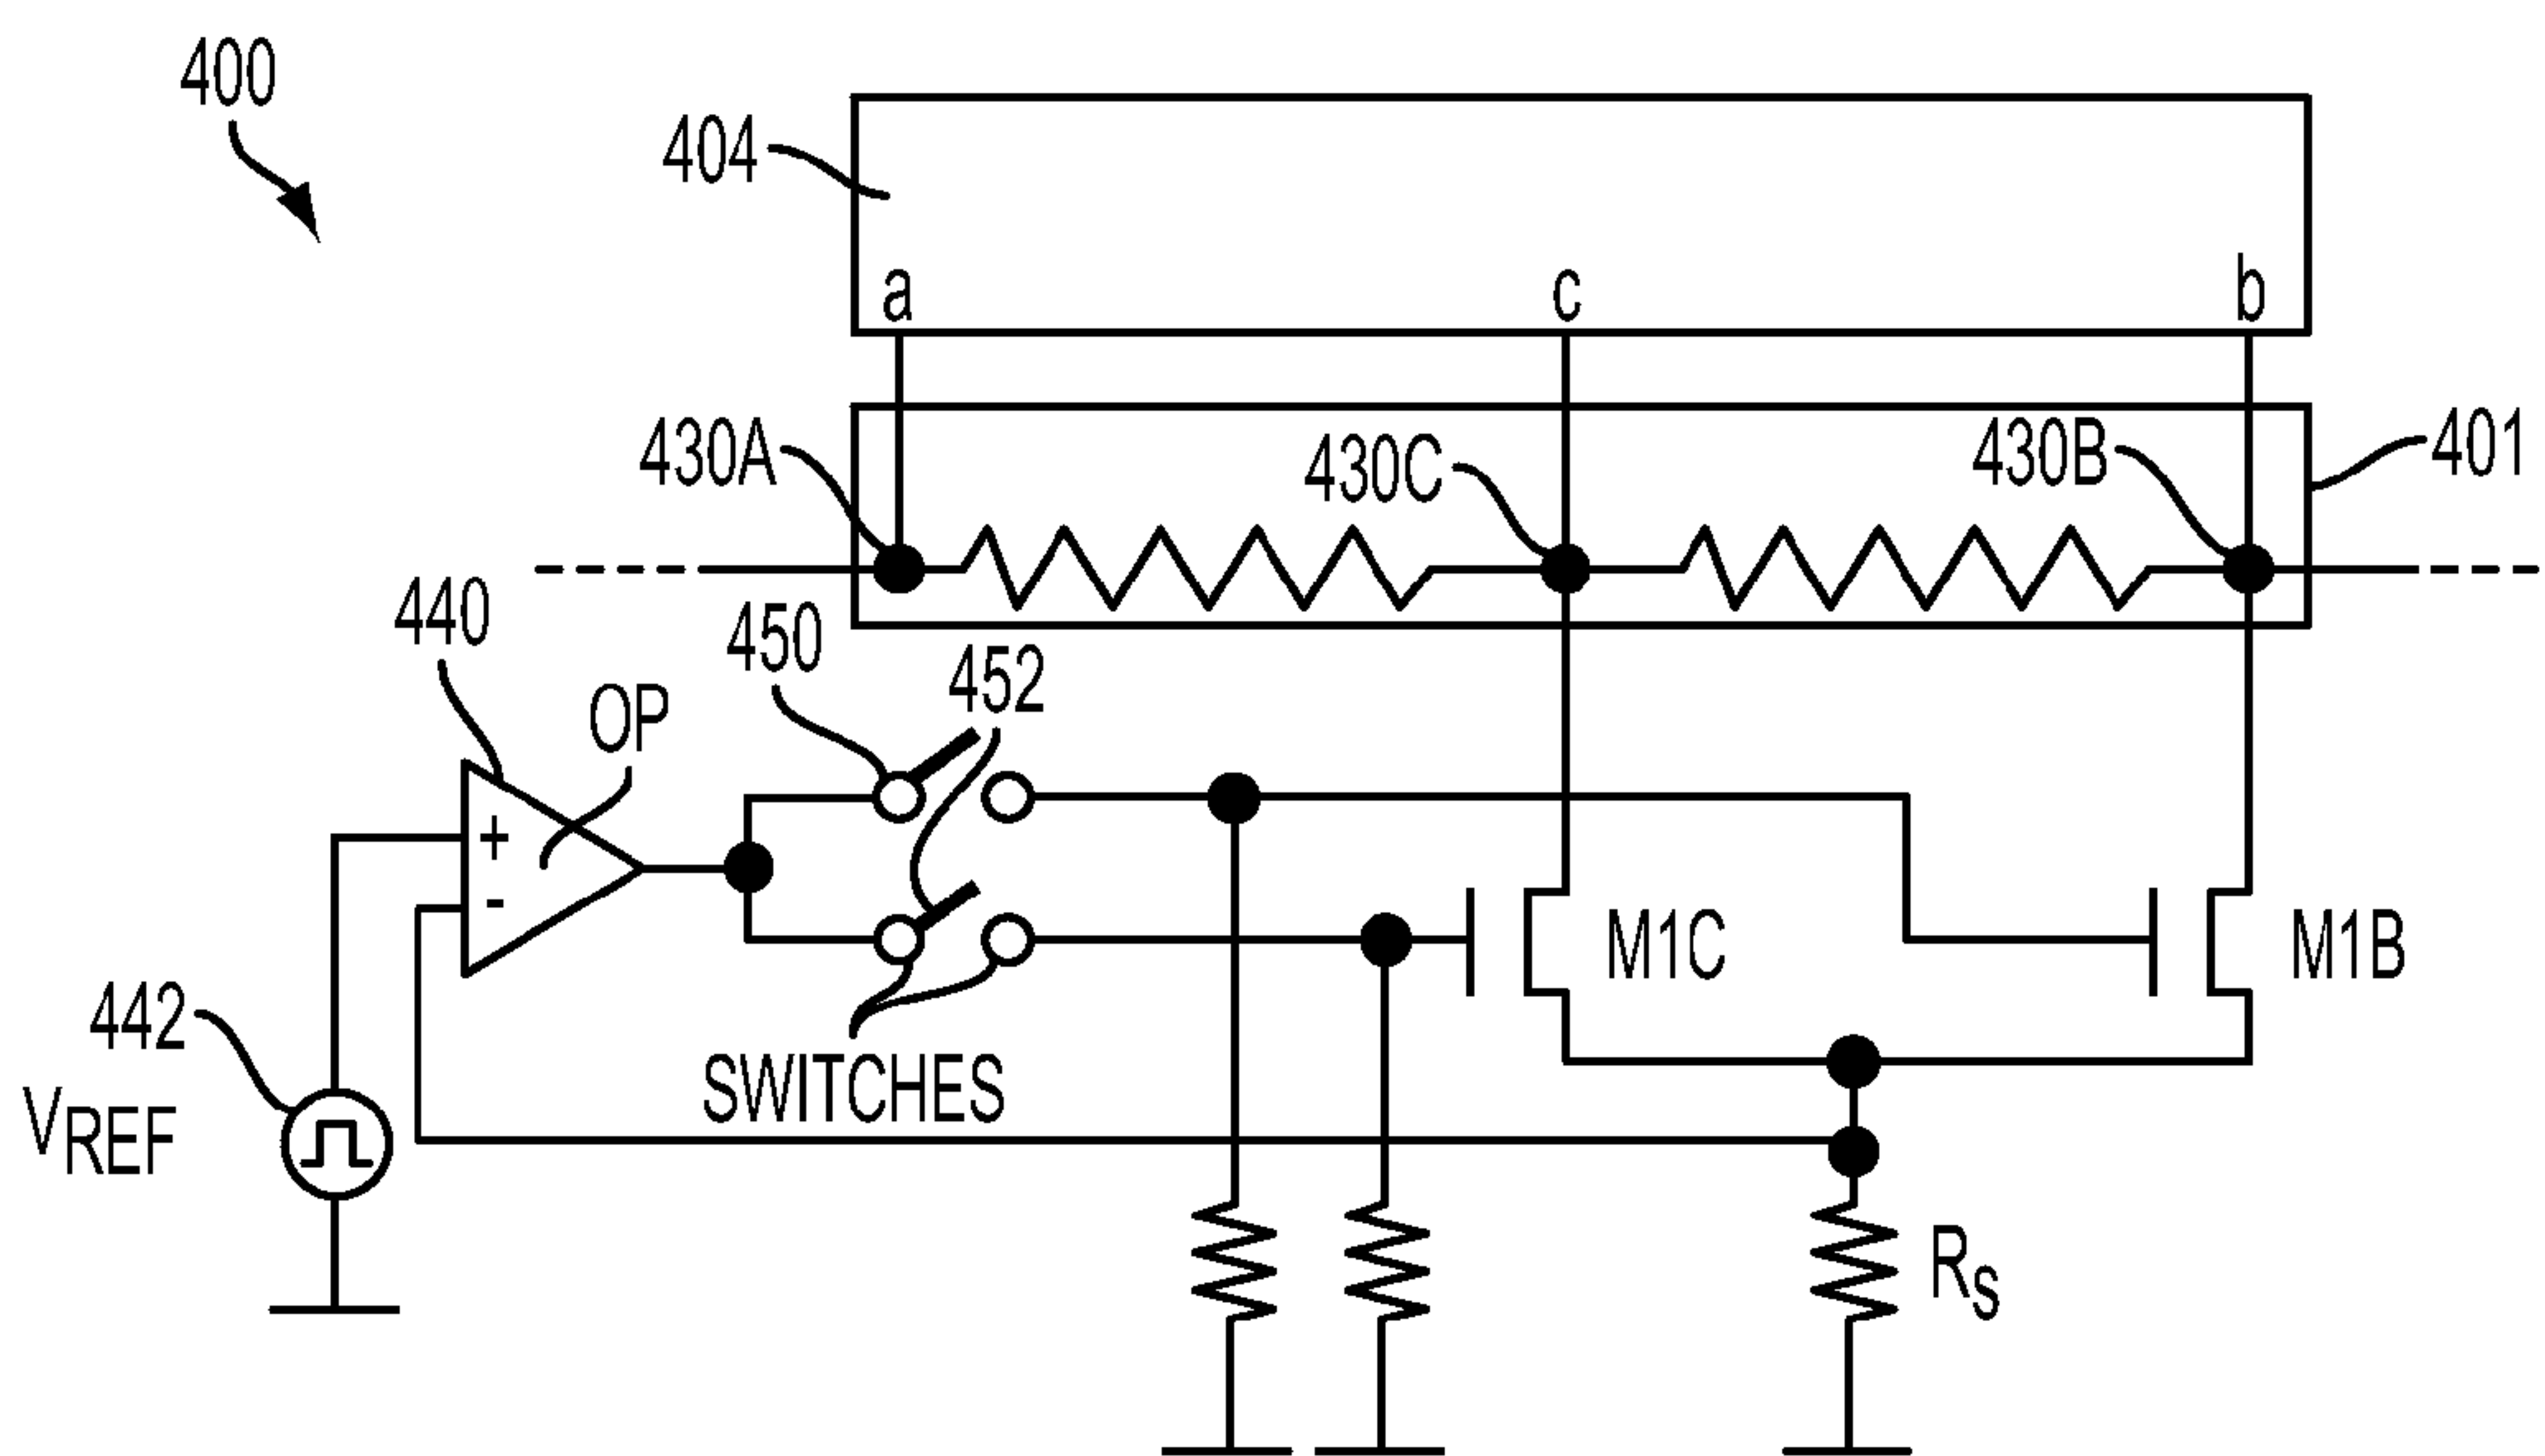 400
404
a
c
b
430A
430C
430B
401
440
OP
450
452
+
-
442
VREF
SWITCHES
M1C
M1B
RS